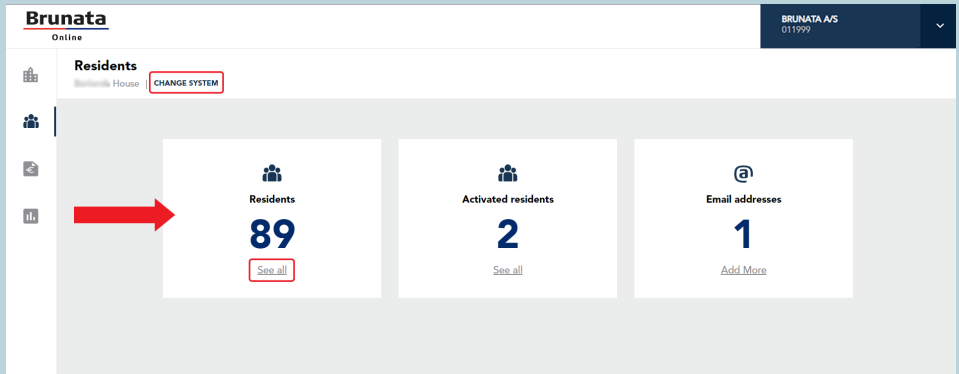 Brunata
Online
BRUNATA A/S
011999
Residents
House | CHANGE SYSTEM
Residents
89
See all
Activated residents
2
See all
Email addresses
1
Add More